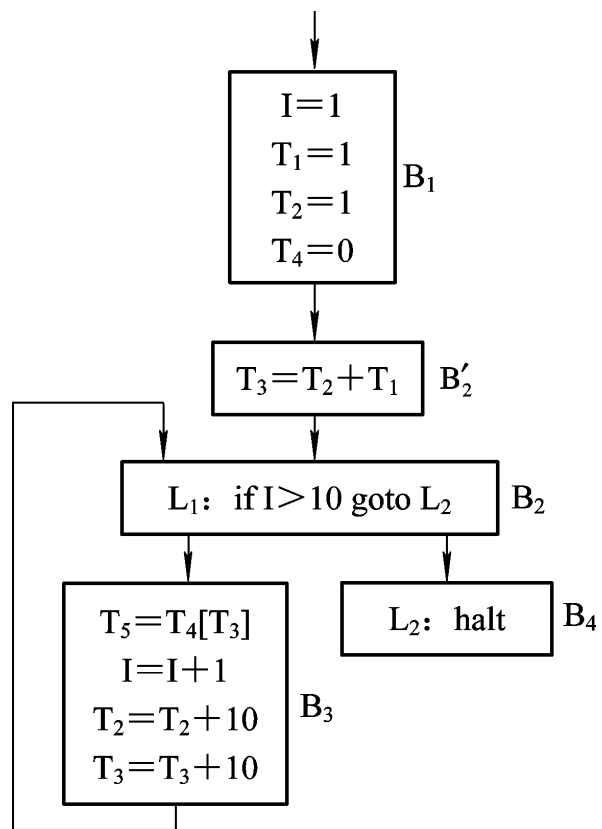 I=1
T₁=1
T₂=1
T₄=0
B₁
T₃=T₂+T₁
B′₂
L₁：if I>10 goto L₂
B₂
T₅=T₄[T₃]
I=I+1
T₂=T₂+10
T₃=T₃+10
B₃
L₂：halt
B₄